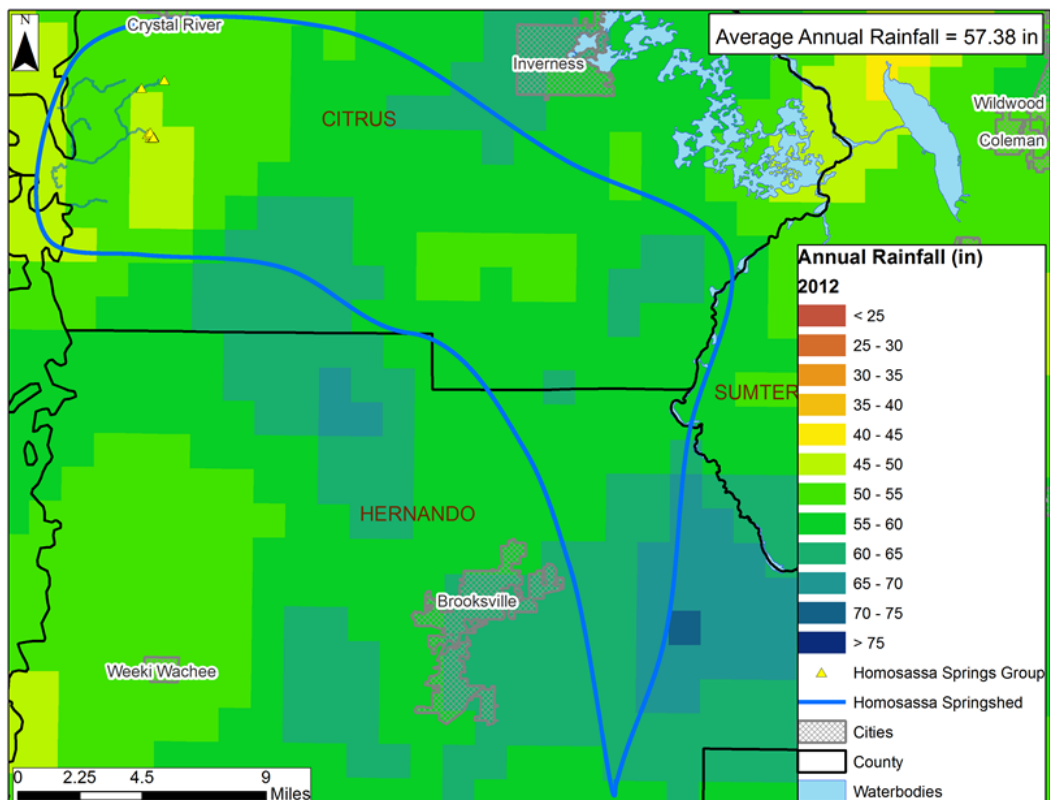 N
Crystal River
Average Annual Rainfall = 57.38 in
Inverness
CITRUS
Wildwood
Coleman
Annual Rainfall (in)
2012
< 25
25 - 30
30 - 35
35 - 40
40 - 45
45 - 50
50 - 55
55 - 60
60 - 65
65 - 70
70 - 75
> 75
Homosassa Springs Group
Homosassa Springshed
Cities
County
Waterbodies
SUMTER
HERNANDO
Brooksville
Weeki Wachee
0 2.25 4.5 9
Miles